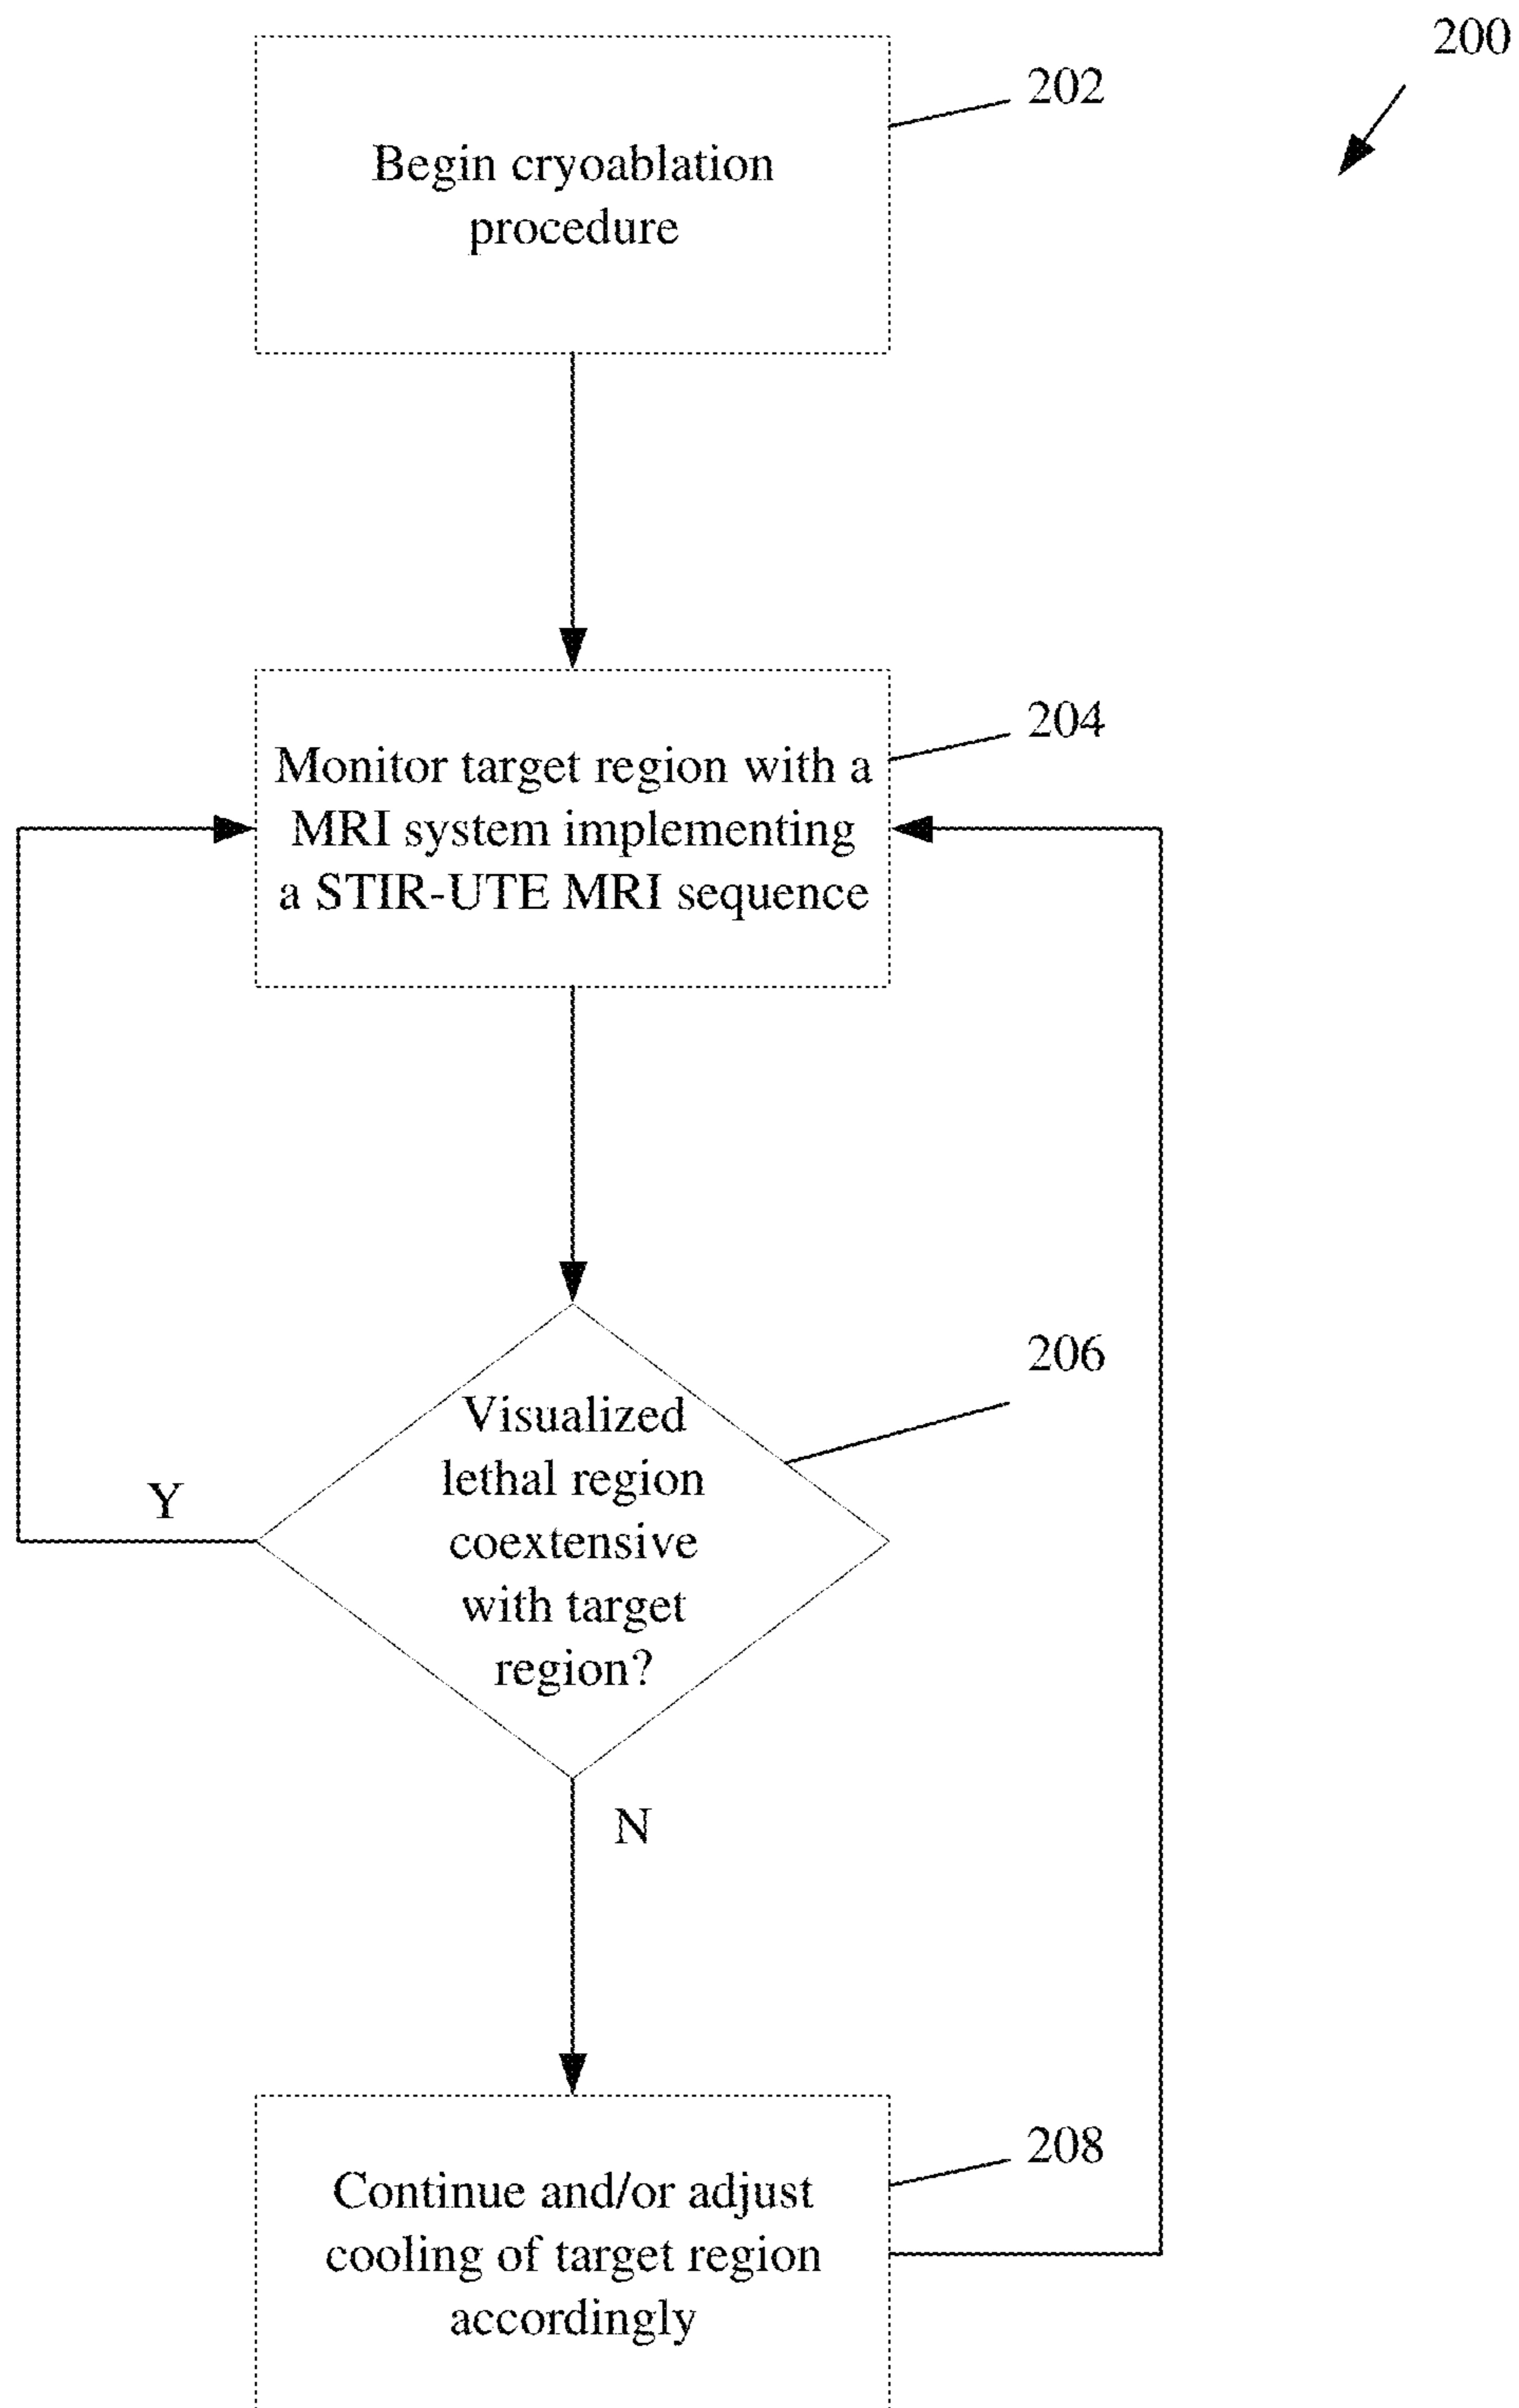 200
202
Begin cryoablation
procedure
204
Monitor target region with a
MRI system implementing
a STIR-UTE MRI sequence
206
Visualized
lethal region
coextensive
with target
region?
Y
N
208
Continue and/or adjust
cooling of target region
accordingly